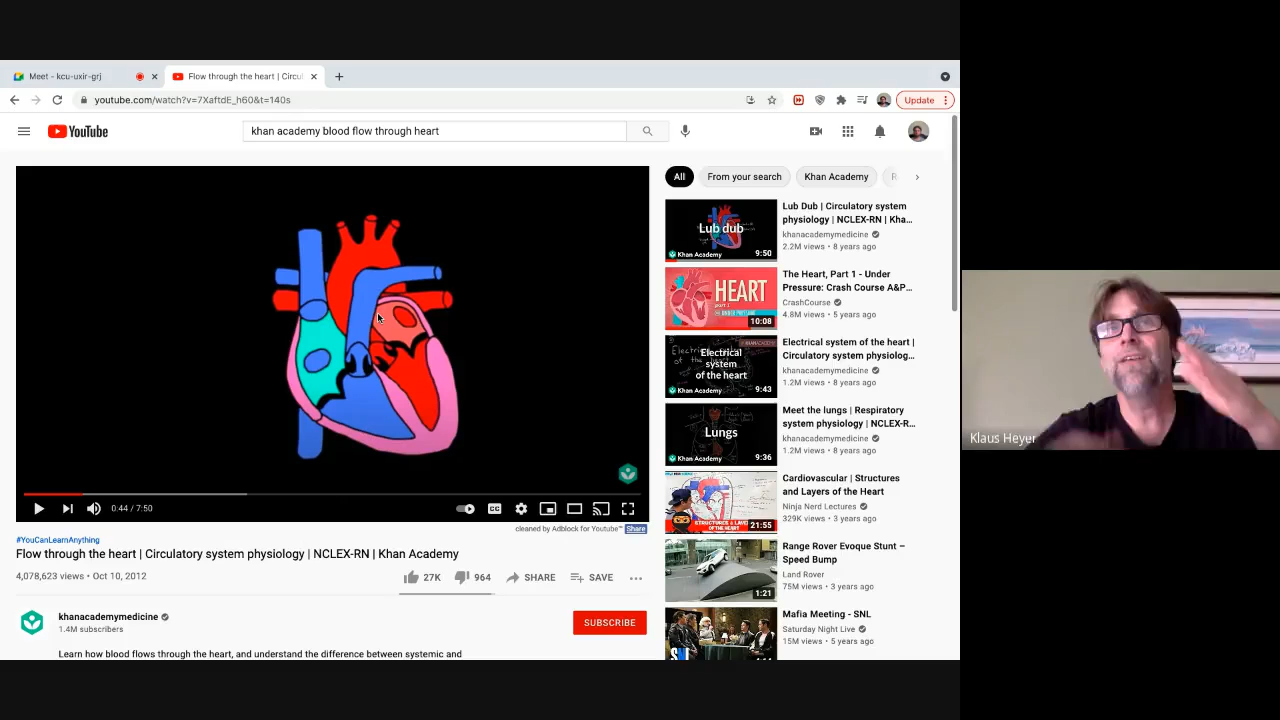 Meet - kcu-uxir-grj
Flow through the heart | Circu
youtube.com/watch?v=7XaftdE_h60&t=140s
Update
YouTube
khan academy blood flow through heart
All
From your search
Khan Academy
Lub dub
Khan Academy
9:50
Lub Dub | Circulatory system
physiology | NCLEX-RN | Kha...
khanacademymedicine
2.2M views • 8 years ago
HEART
part 1
10:08
The Heart, Part 1 - Under
Pressure: Crash Course A&P...
CrashCourse
4.8M views • 5 years ago
Electrical
system
of the heart
Khan Academy
9:43
Electrical system of the heart |
Circulatory system physiolog...
khanacademymedicine
1.2M views • 8 years ago
Lungs
Khan Academy
9:36
Meet the lungs | Respiratory
system physiology | NCLEX-R...
khanacademymedicine
1.2M views • 8 years ago
21:55
Cardiovascular | Structures
and Layers of the Heart
Ninja Nerd Lectures
329K views • 3 years ago
1:21
Range Rover Evoque Stunt –
Speed Bump
Land Rover
75M views • 3 years ago
Mafia Meeting - SNL
Saturday Night Live
15M views • 5 years ago
0:44 / 7:50
CC
cleaned by Adblock for Youtube™ Share
#YouCanLearnAnything
Flow through the heart | Circulatory system physiology | NCLEX-RN | Khan Academy
4,078,623 views • Oct 10, 2012
27K
964
SHARE
SAVE
khanacademymedicine
1.4M subscribers
SUBSCRIBE
Learn how blood flows through the heart, and understand the difference between systemic and
Klaus Heyer